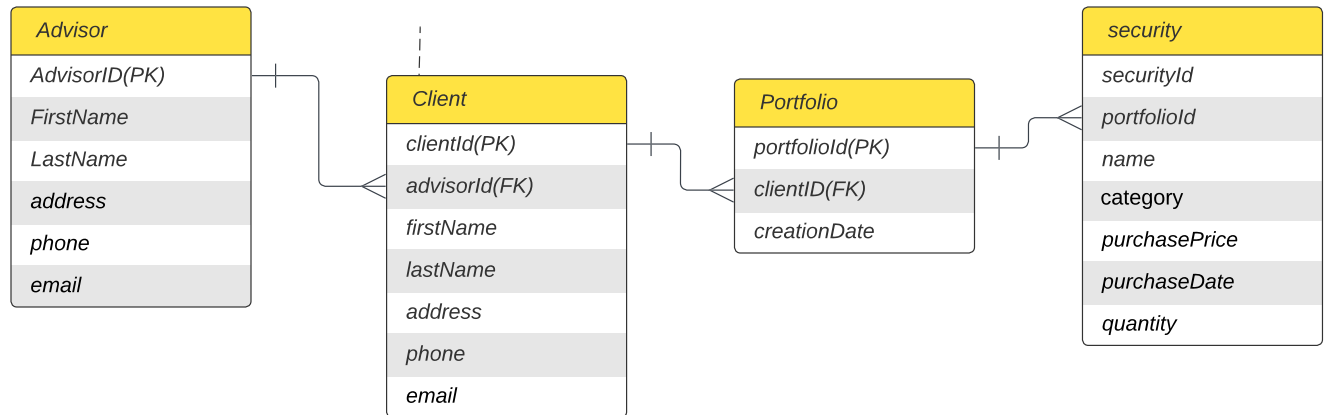 Advisor
AdvisorID(PK)
FirstName
LastName
address
phone
email
Client
clientId(PK)
advisorId(FK)
firstName
lastName
address
phone
email
Portfolio
portfolioId(PK)
clientID(FK)
creationDate
security
securityId
portfolioId
name
category
purchasePrice
purchaseDate
quantity